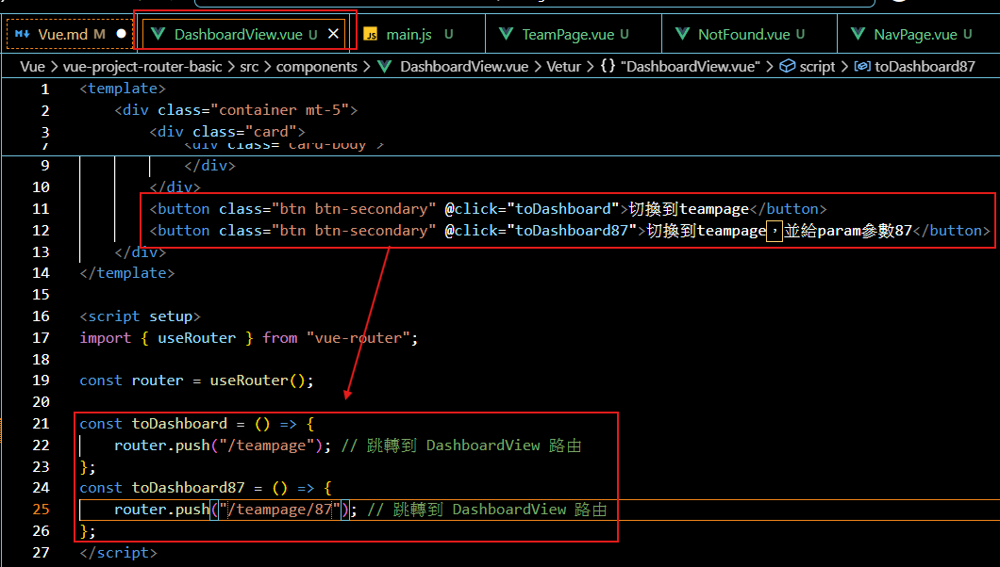 Vue.md M
DashboardView.vue U
JS main.js U
TeamPage.vue U
NotFound.vue U
NavPage.vue U
Vue > vue-project-router-basic > src > components > DashboardView.vue > Vetur > {} "DashboardView.vue" > script > toDashboard87
1 <template>
2 <div class="container mt-5">
3 <div class="card">
7 <div class="card-body">
9 </div>
10 </div>
11 <button class="btn btn-secondary" @click="toDashboard">切換到teampage</button>
12 <button class="btn btn-secondary" @click="toDashboard87">切換到teampage，並給param參數87</button>
13 </div>
14 </template>
15
16 <script setup>
17 import { useRouter } from "vue-router";
18
19 const router = useRouter();
20
21 const toDashboard = () => {
22 router.push("/teampage"); // 跳轉到 DashboardView 路由
23 };
24 const toDashboard87 = () => {
25 router.push("/teampage/87"); // 跳轉到 DashboardView 路由
26 };
27 </script>